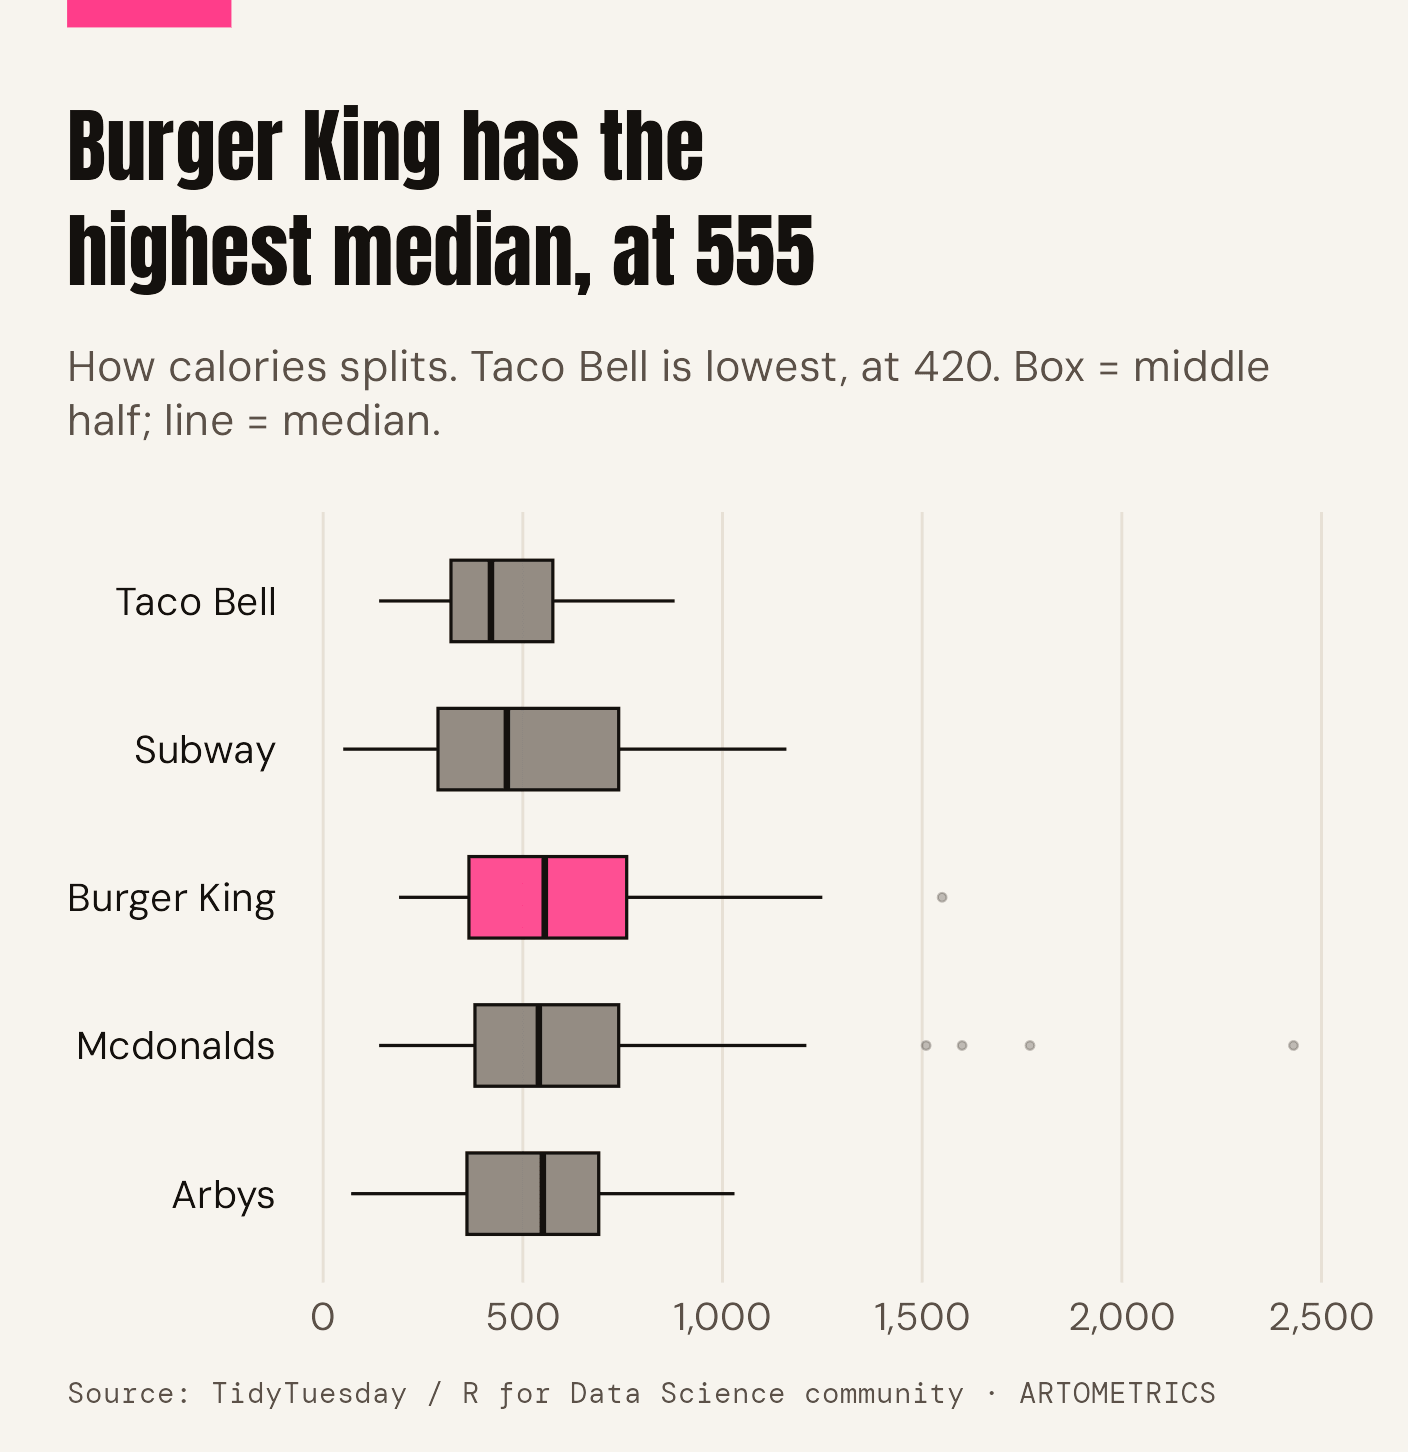 Burger King has the
highest median, at 555
How calories splits. Taco Bell is lowest, at 420. Box = middle
half; line = median.
Taco Bell
Subway
Burger King
Mcdonalds
Arbys
0 500 1,000 1,500 2,000 2,500
Source: TidyTuesday / R for Data Science community · ARTOMETRICS